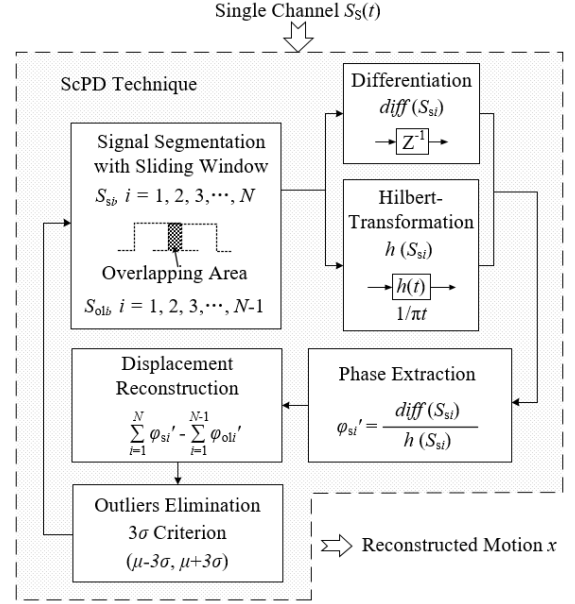 Single Channel S_S(t)
ScPD Technique
Signal Segmentation
with Sliding Window
S_si, i = 1, 2, 3,···, N
Overlapping Area
S_oli, i = 1, 2, 3,···, N-1
Differentiation
diff (S_si)
Z^-1
Hilbert-
Transformation
h (S_si)
h(t)
1/πt
Displacement
Reconstruction
∑_{i=1}^{N} φ_si′ - ∑_{i=1}^{N-1} φ_oli′
Phase Extraction
φ_si′ = diff (S_si) / h (S_si)
Outliers Elimination
3σ Criterion
(μ-3σ, μ+3σ)
Reconstructed Motion x